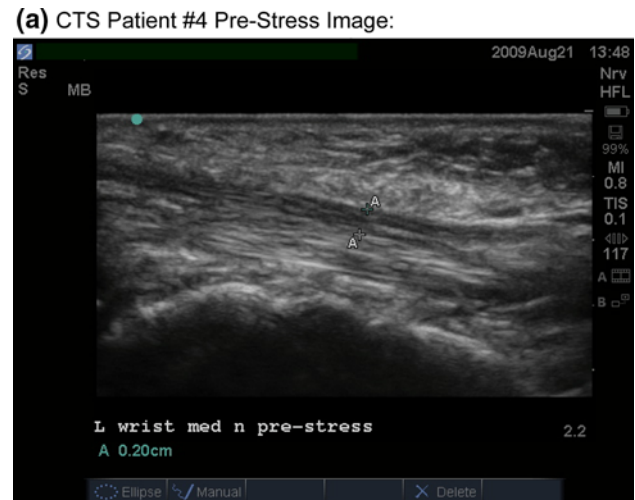 (a) CTS Patient #4 Pre-Stress Image:
2009Aug21 13:48
Res
S MB
Nrv
HFL
99%
MI
0.8
TIS
0.1
117
A
B
A
A
L wrist med n pre-stress
2.2
A 0.20cm
Ellipse Manual Delete